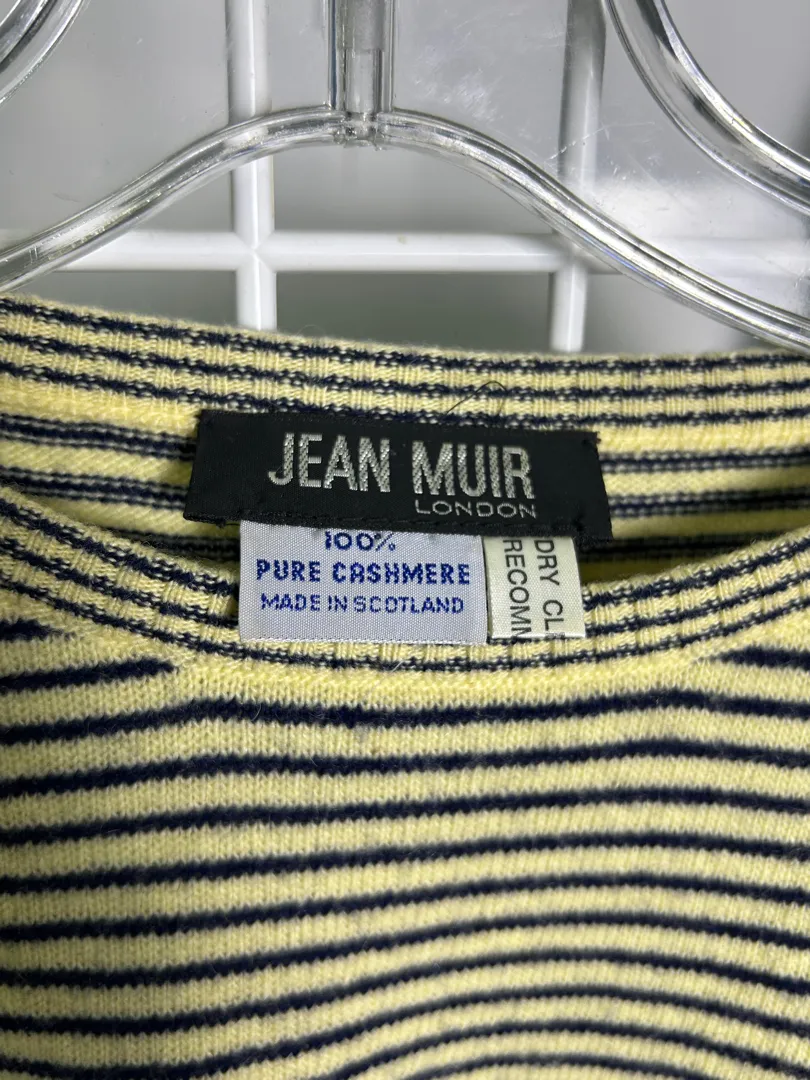 JEAN MUIR
LONDON
100%
PURE CASHMERE
MADE IN SCOTLAND
DRY CL
RECOMM